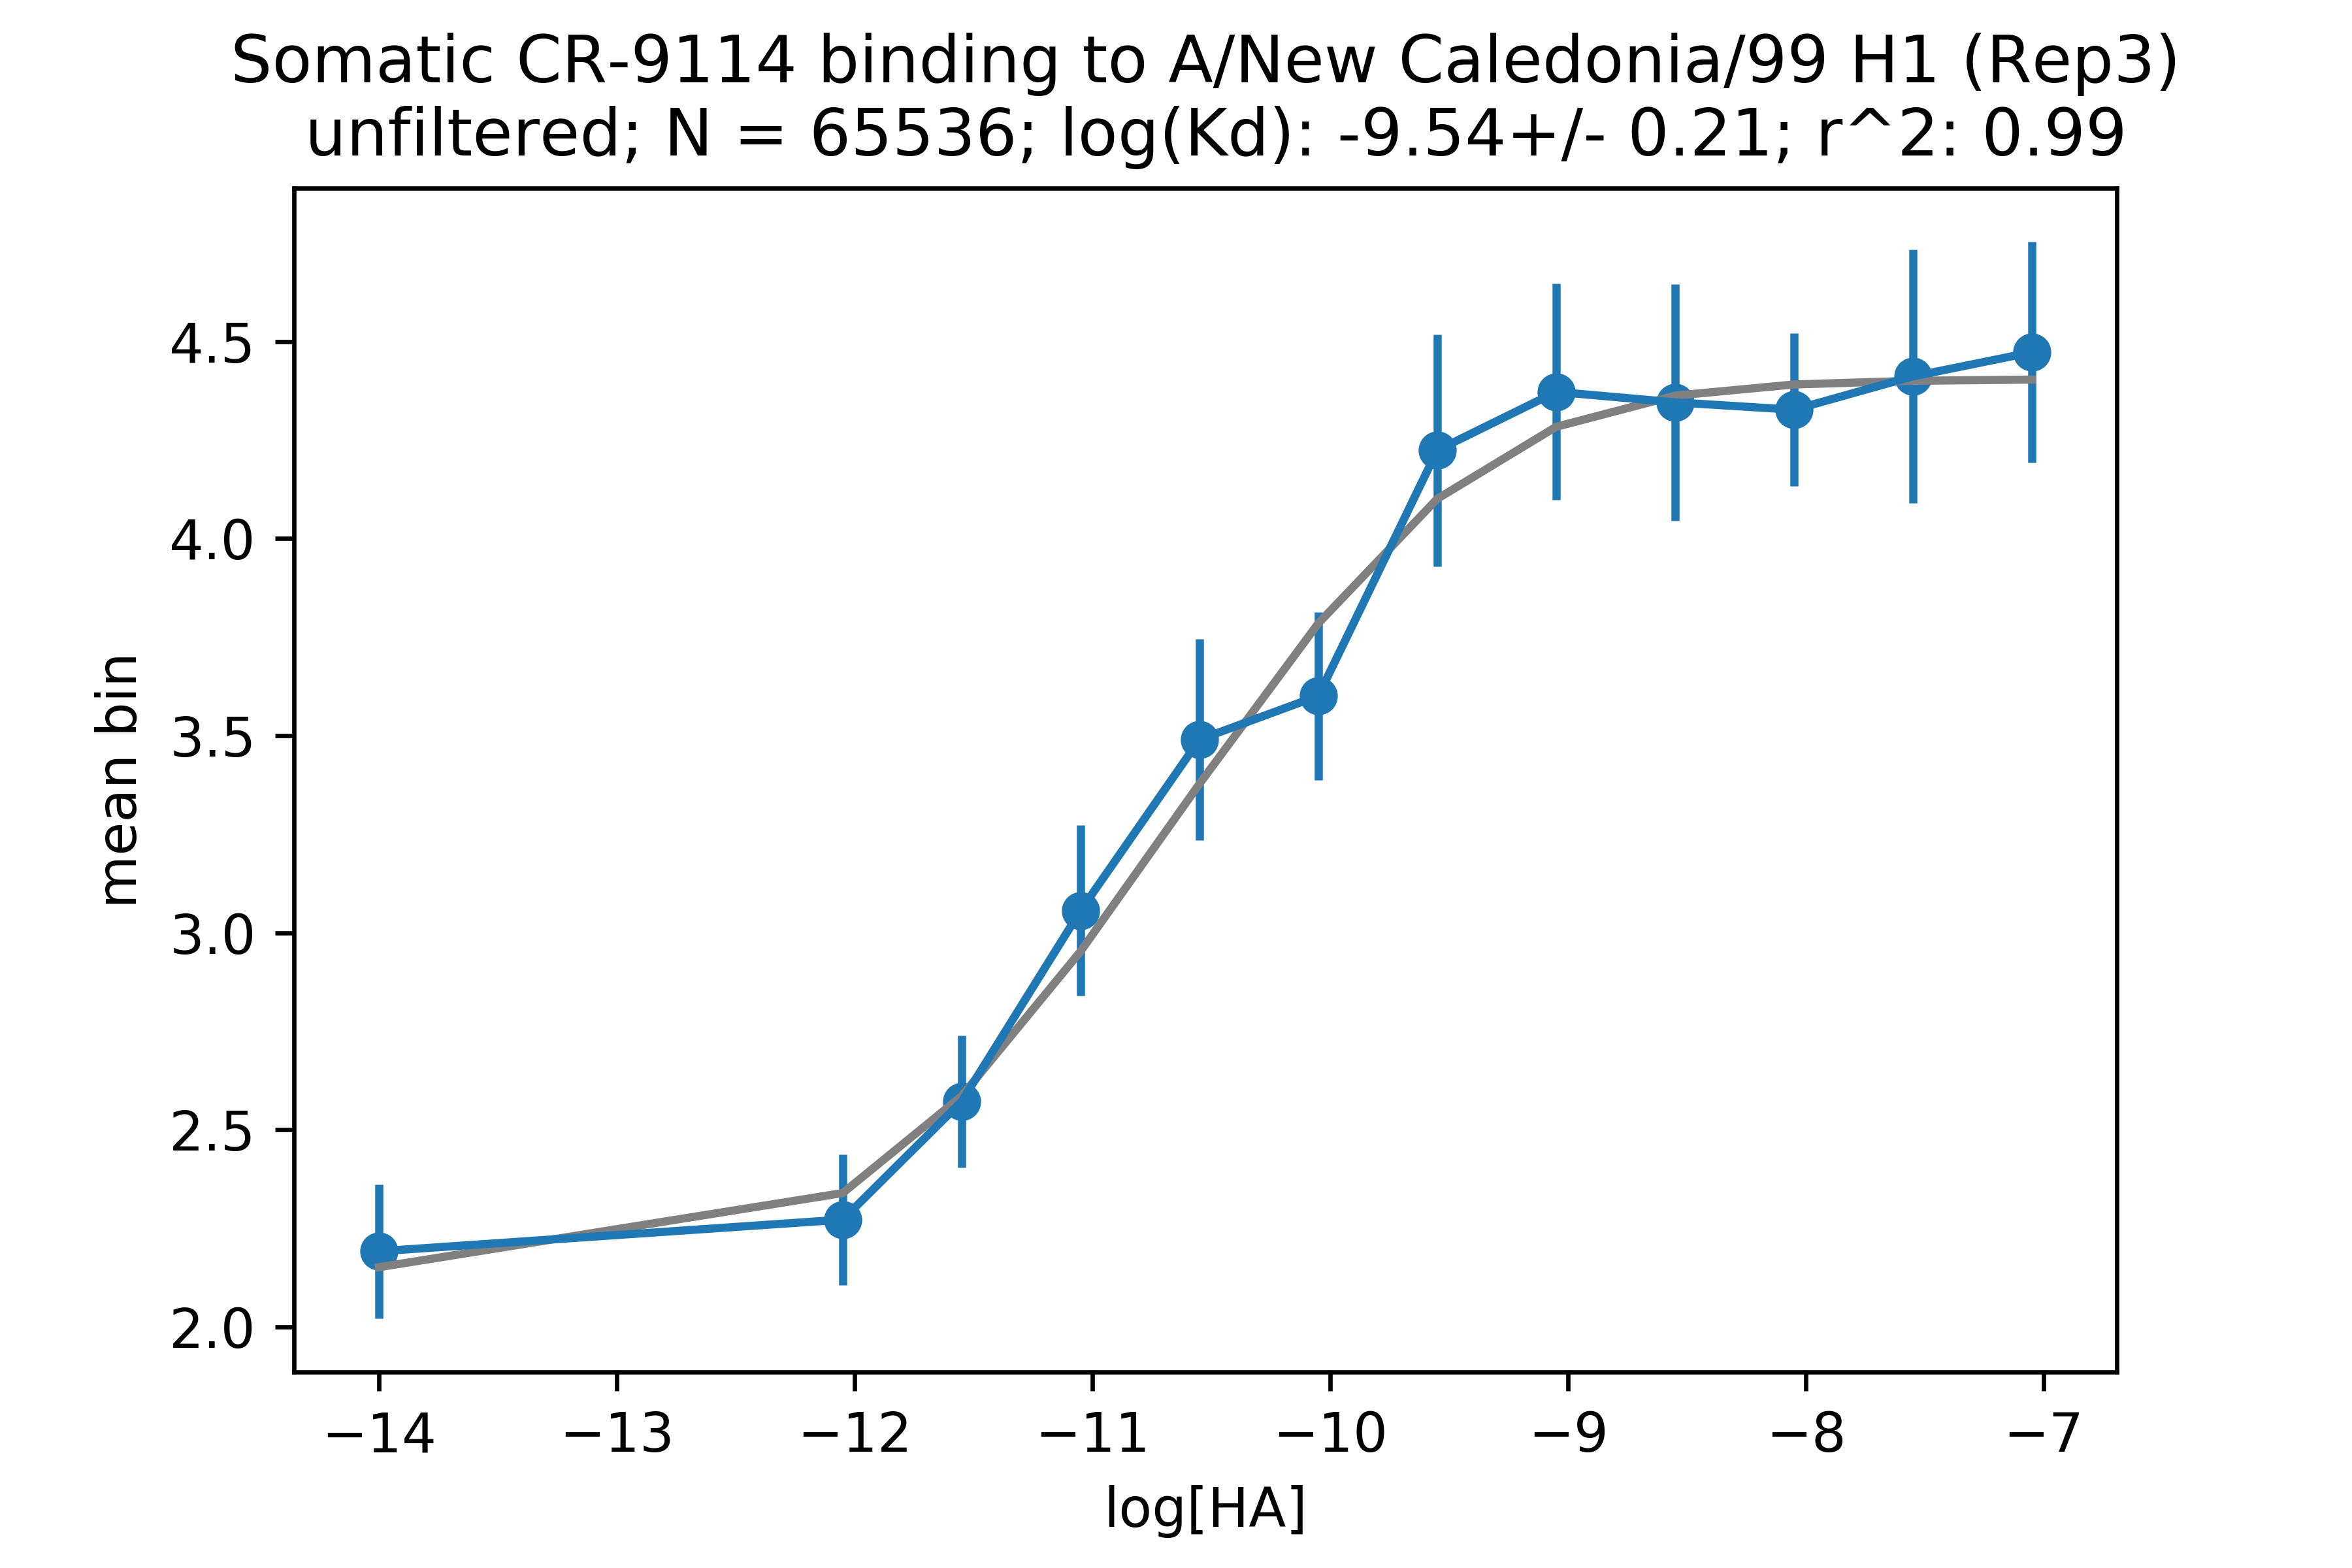 Somatic CR-9114 binding to A/New Caledonia/99 H1 (Rep3)
unfiltered; N = 65536; log(Kd): -9.54+/- 0.21; r^2: 0.99
4.5
4.0
3.5
3.0
2.5
2.0
mean bin
−14 −13 −12 −11 −10 −9 −8 −7
log[HA]